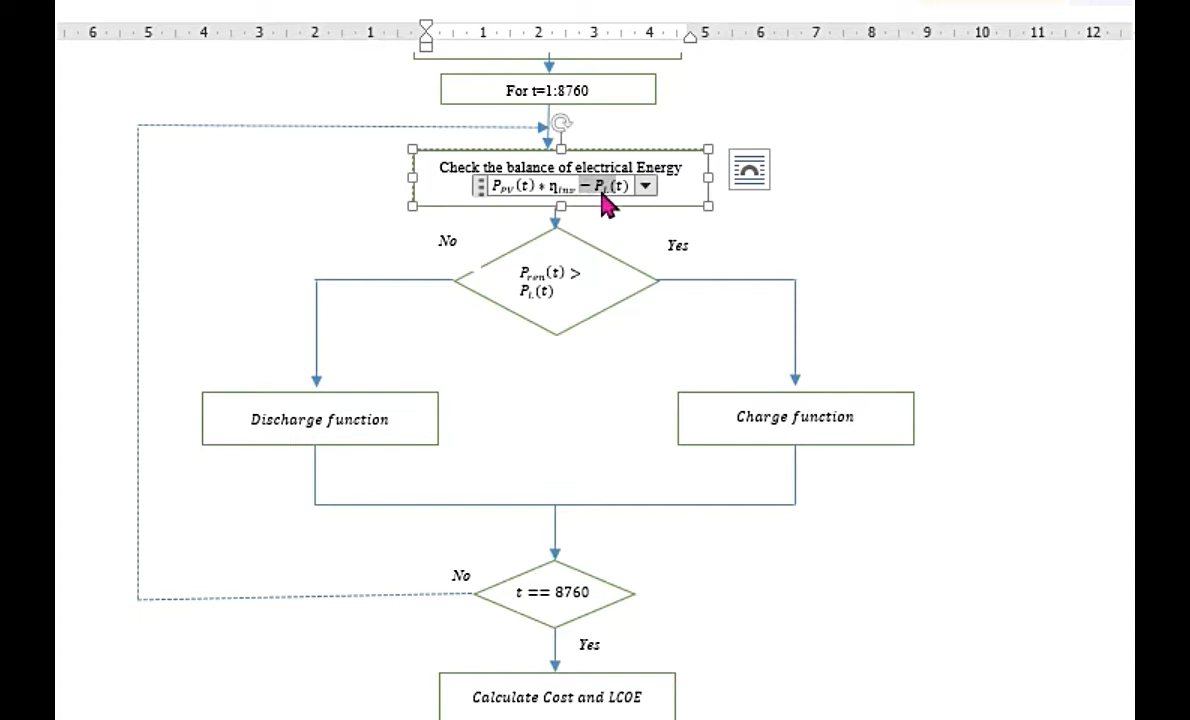 6 5 4 3 2 1 1 2 3 4 5 6 7 8 9 10 11 12
For t=1:8760
Check the balance of electrical Energy
P_PV(t) * η_inv − P_L(t)
No
Yes
P_ren(t) >
P_L(t)
Discharge function
Charge function
No
t == 8760
Yes
Calculate Cost and LCOE